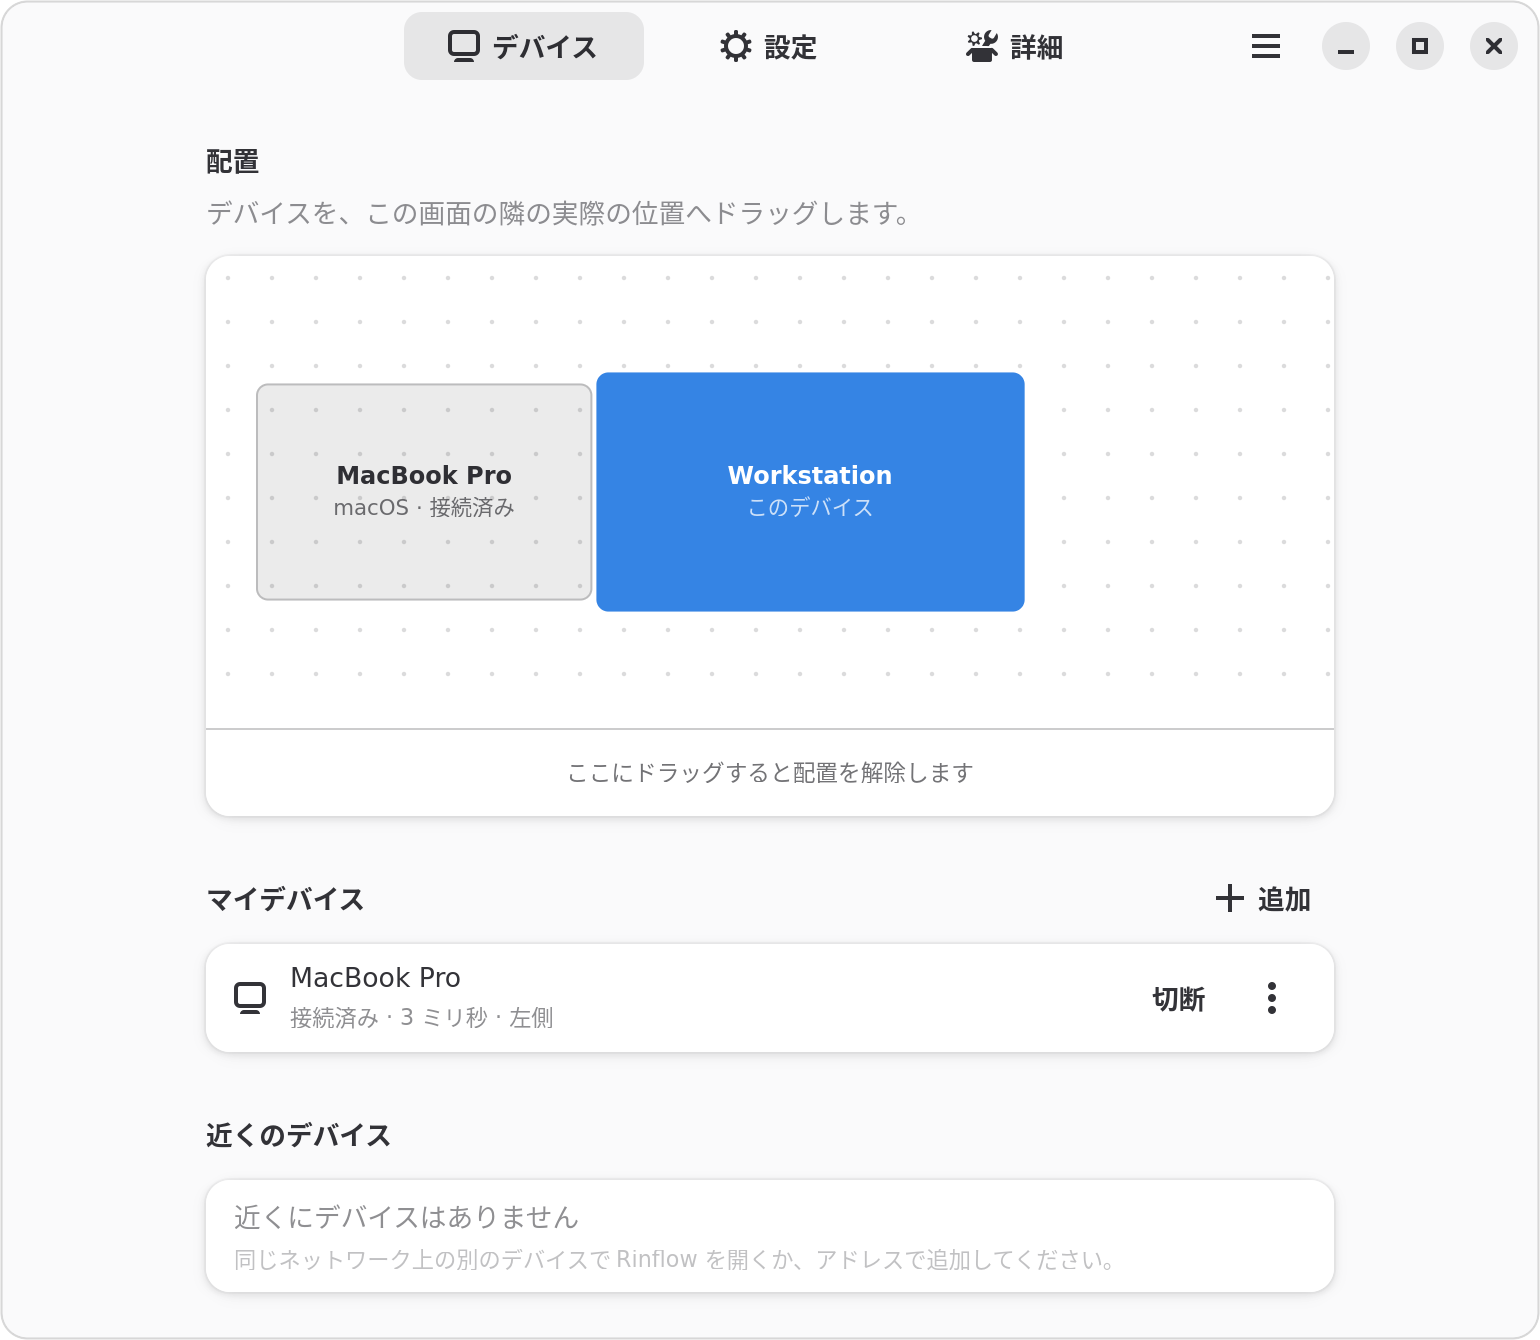 デバイス
設定
詳細
配置
デバイスを、この画面の隣の実際の位置へドラッグします。
MacBook Pro
macOS · 接続済み
Workstation
このデバイス
ここにドラッグすると配置を解除します
マイデバイス
追加
MacBook Pro
接続済み · 3 ミリ秒 · 左側
切断
近くのデバイス
近くにデバイスはありません
同じネットワーク上の別のデバイスで Rinflow を開くか、アドレスで追加してください。